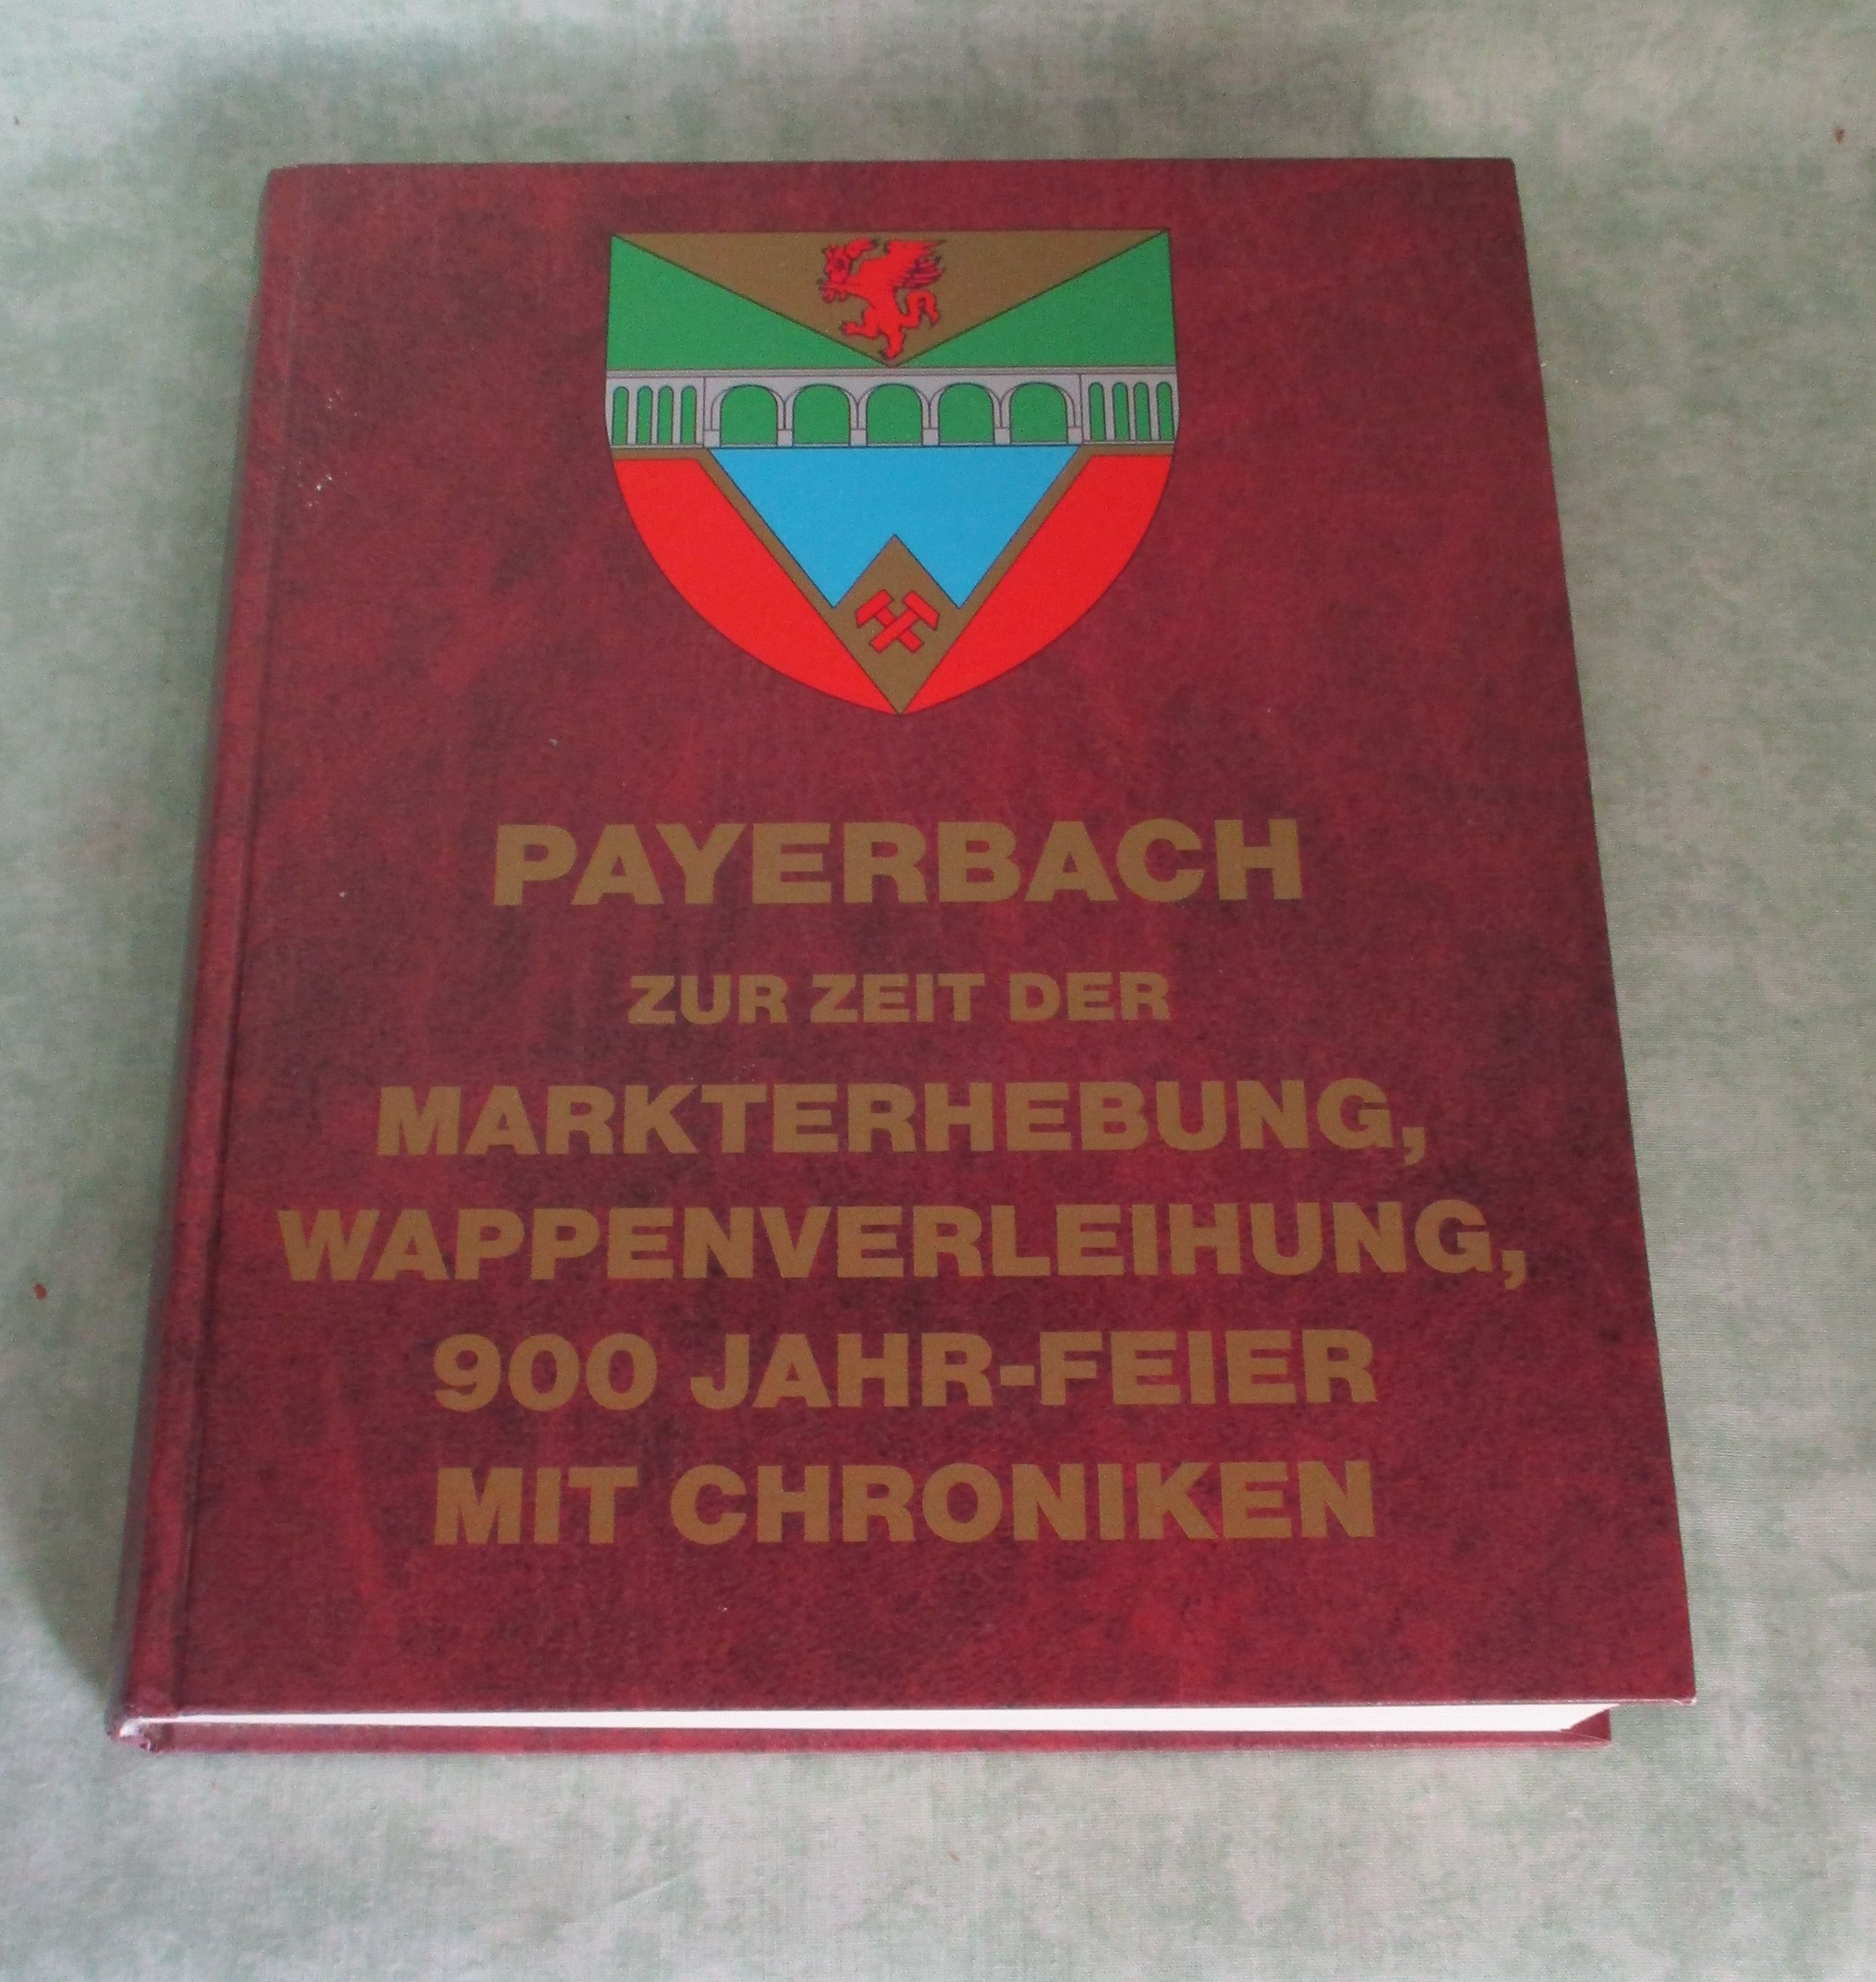 PAYERBACH
ZUR ZEIT DER
MARKTERHEBUNG,
WAPPENVERLEIHUNG,
900 JAHR-FEIER
MIT CHRONIKEN